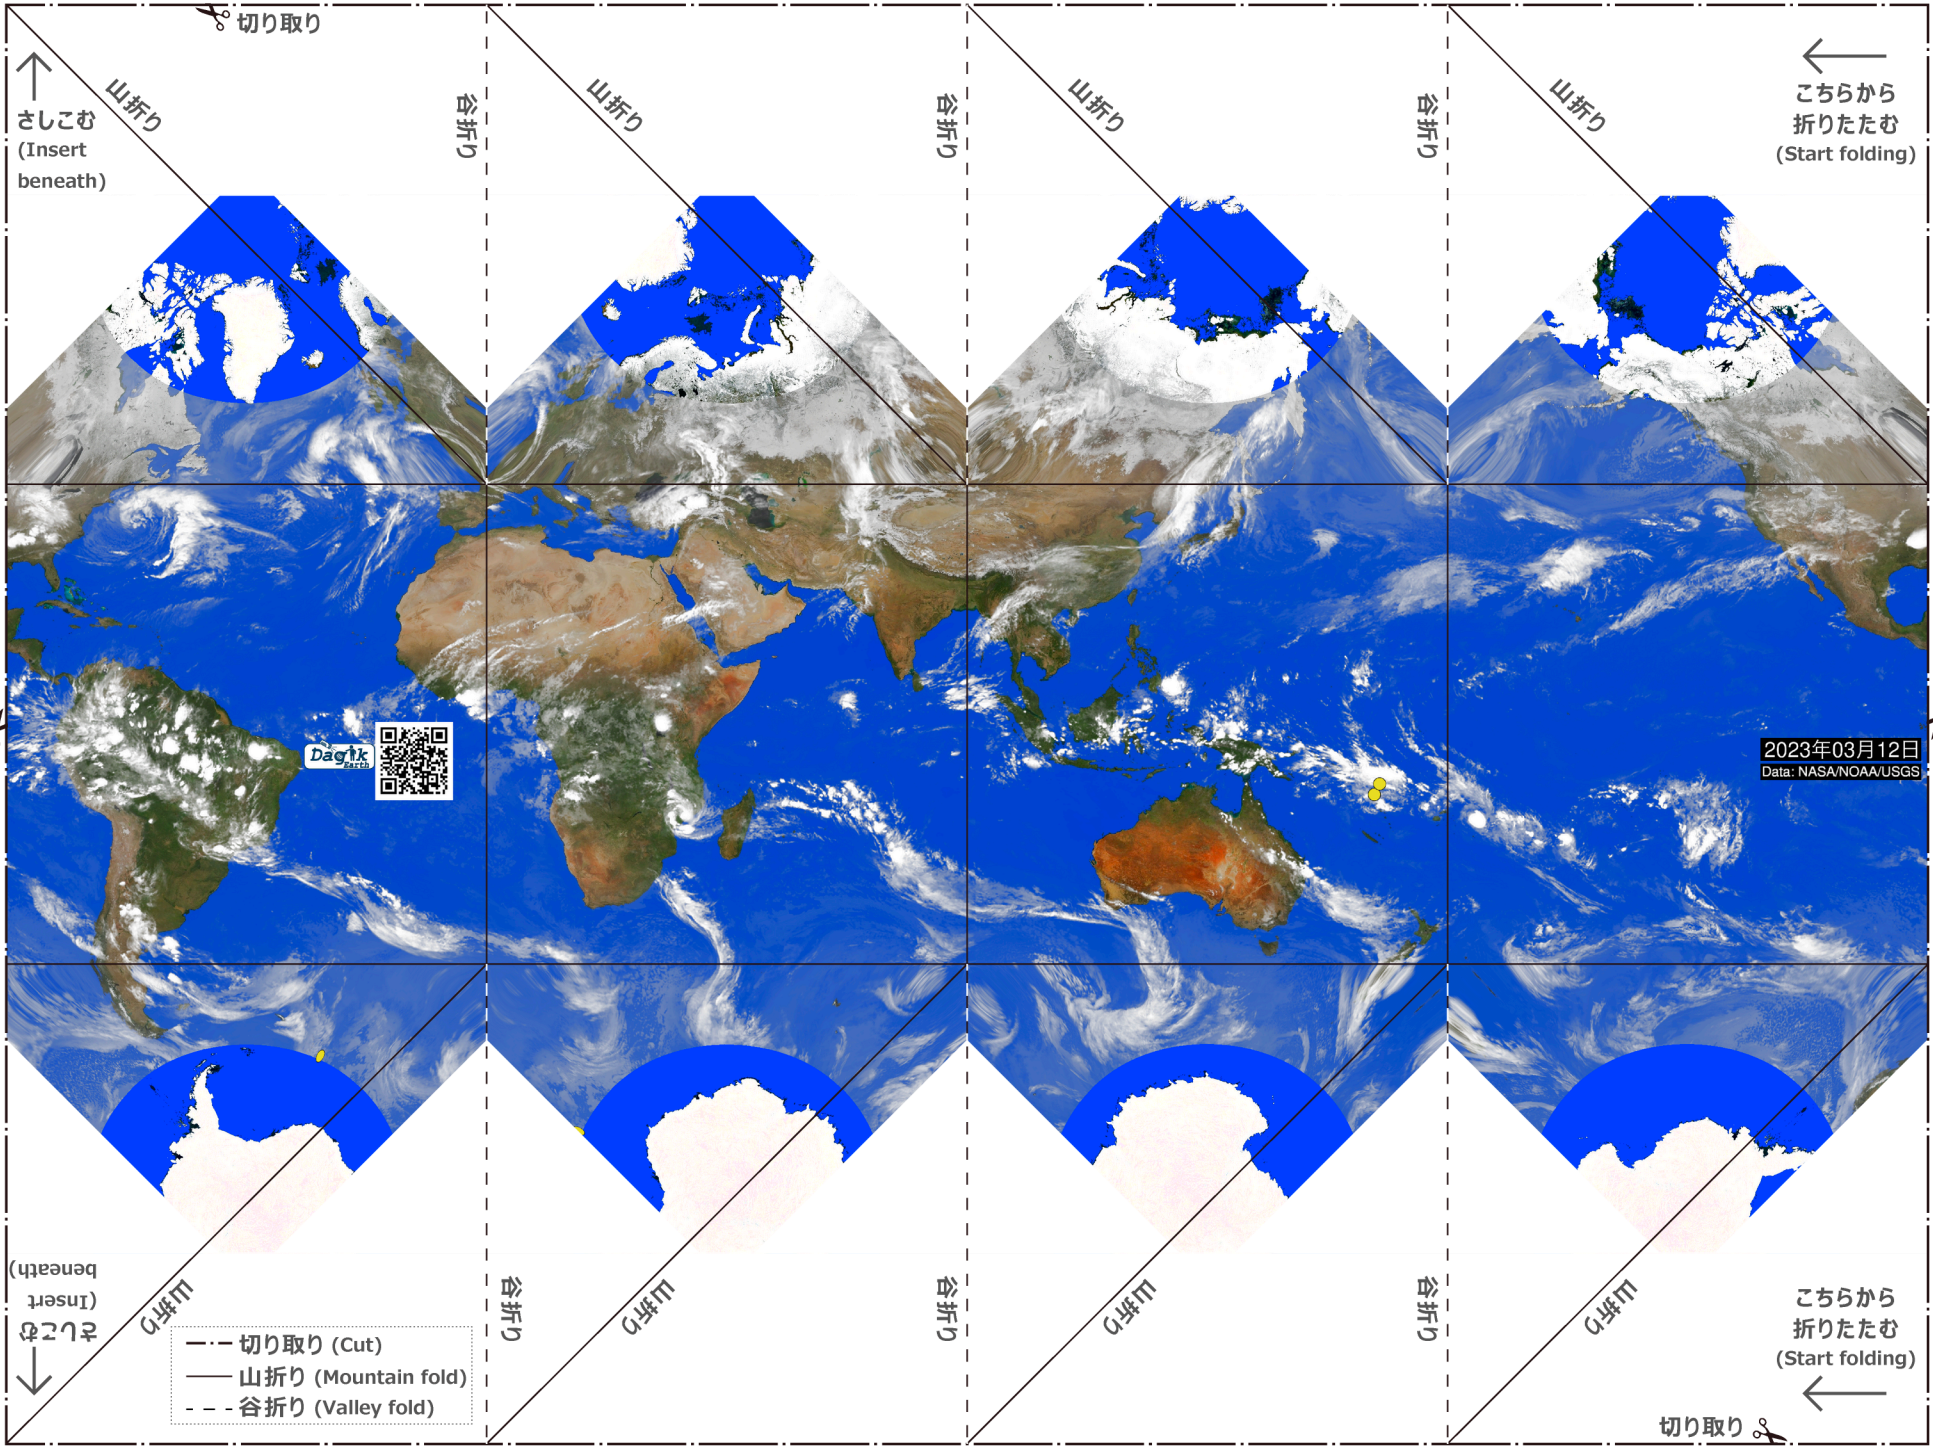 切り取り
山折り
谷折り
山折り
谷折り
山折り
谷折り
山折り
さしこむ
(Insert
beneath)
こちらから
折りたたむ
(Start folding)
Dagik
Earth
2023年03月12日
Data: NASA/NOAA/USGS
さしこむ
(Insert
beneath)
山折り
谷折り
山折り
谷折り
山折り
谷折り
山折り
切り取り (Cut)
山折り (Mountain fold)
谷折り (Valley fold)
こちらから
折りたたむ
(Start folding)
切り取り